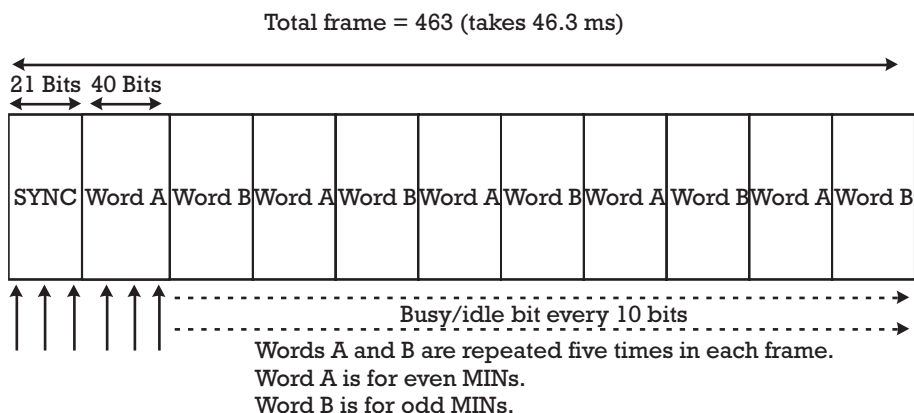 Total frame = 463 (takes 46.3 ms)
21 Bits 40 Bits
SYNC Word A Word B Word A Word B Word A Word B Word A Word B Word A Word B
Busy/idle bit every 10 bits
Words A and B are repeated five times in each frame.
Word A is for even MINs.
Word B is for odd MINs.